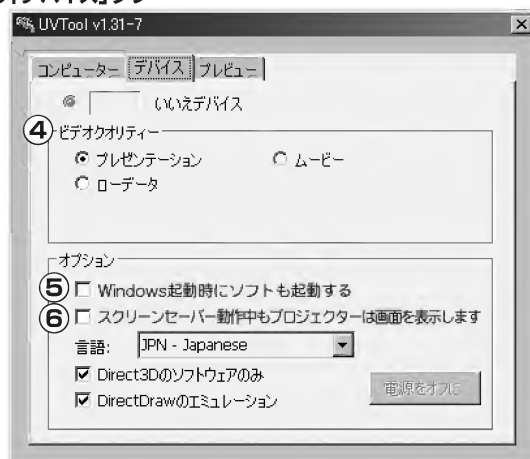 UVTool v1.31-7
コンピューター デバイス プレビュー
いいえデバイス
④ ビデオクオリティー
プレゼンテーション ムービー
ローデータ
オプション
⑤ Windows起動時にソフトも起動する
⑥ スクリーンセーバー動作中もプロジェクターは画面を表示します
言語: JPN - Japanese
Direct3Dのソフトウェアのみ
電源をオフに
DirectDrawのエミュレーション